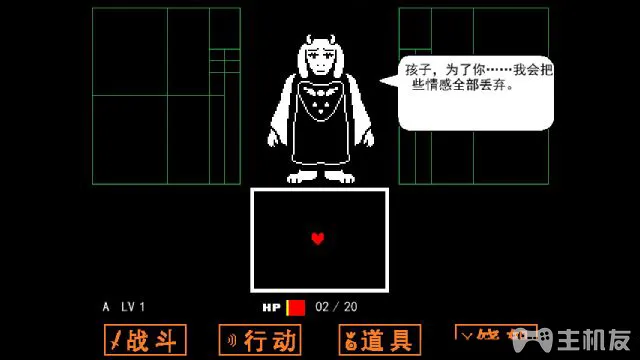 孩子，为了你……我会把
些情感全部丢弃。
A LV 1
HP 02 / 20
战斗
行动
道具
主机友